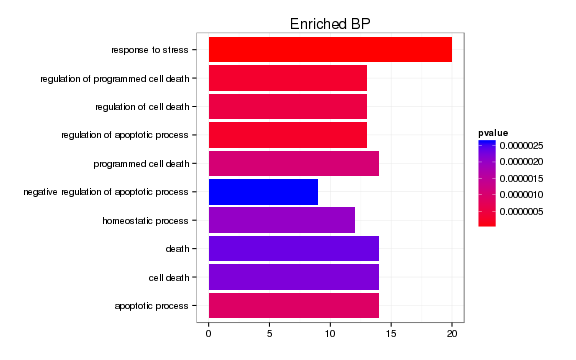 Enriched BP
response to stress
regulation of programmed cell death
regulation of cell death
regulation of apoptotic process
programmed cell death
negative regulation of apoptotic process
homeostatic process
death
cell death
apoptotic process
0 5 10 15 20
pvalue
0.0000025
0.0000020
0.0000015
0.0000010
0.0000005